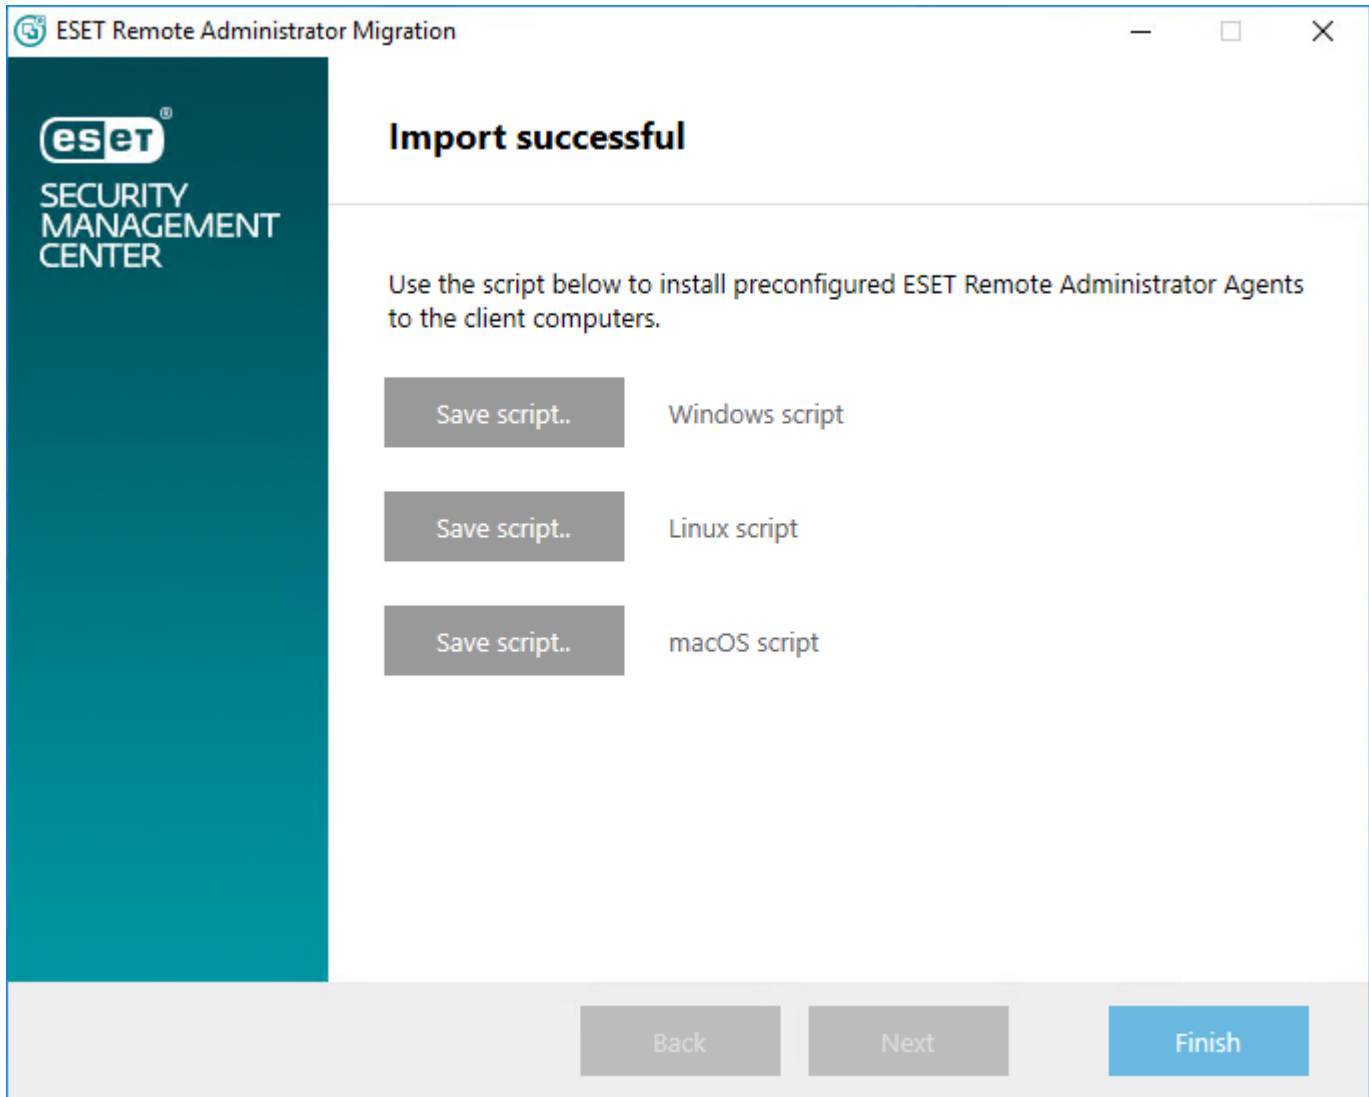 ESET Remote Administrator Migration
eset®
SECURITY
MANAGEMENT
CENTER
Import successful
Use the script below to install preconfigured ESET Remote Administrator Agents
to the client computers.
Save script.. Windows script
Save script.. Linux script
Save script.. macOS script
Back Next Finish